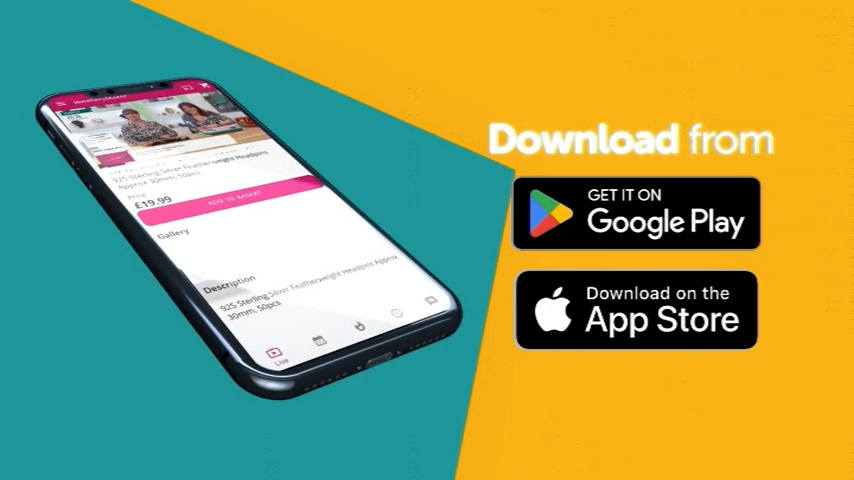 JewelleryMaker
925 Sterling Silver Featherweight Headpins
Approx 30mm, 50pcs
Price
£19.99
ADD TO BASKET
Gallery
Description
925 Sterling Silver Featherweight Headpins Approx
30mm, 50pcs
Live
Download from
GET IT ON
Google Play
Download on the
App Store